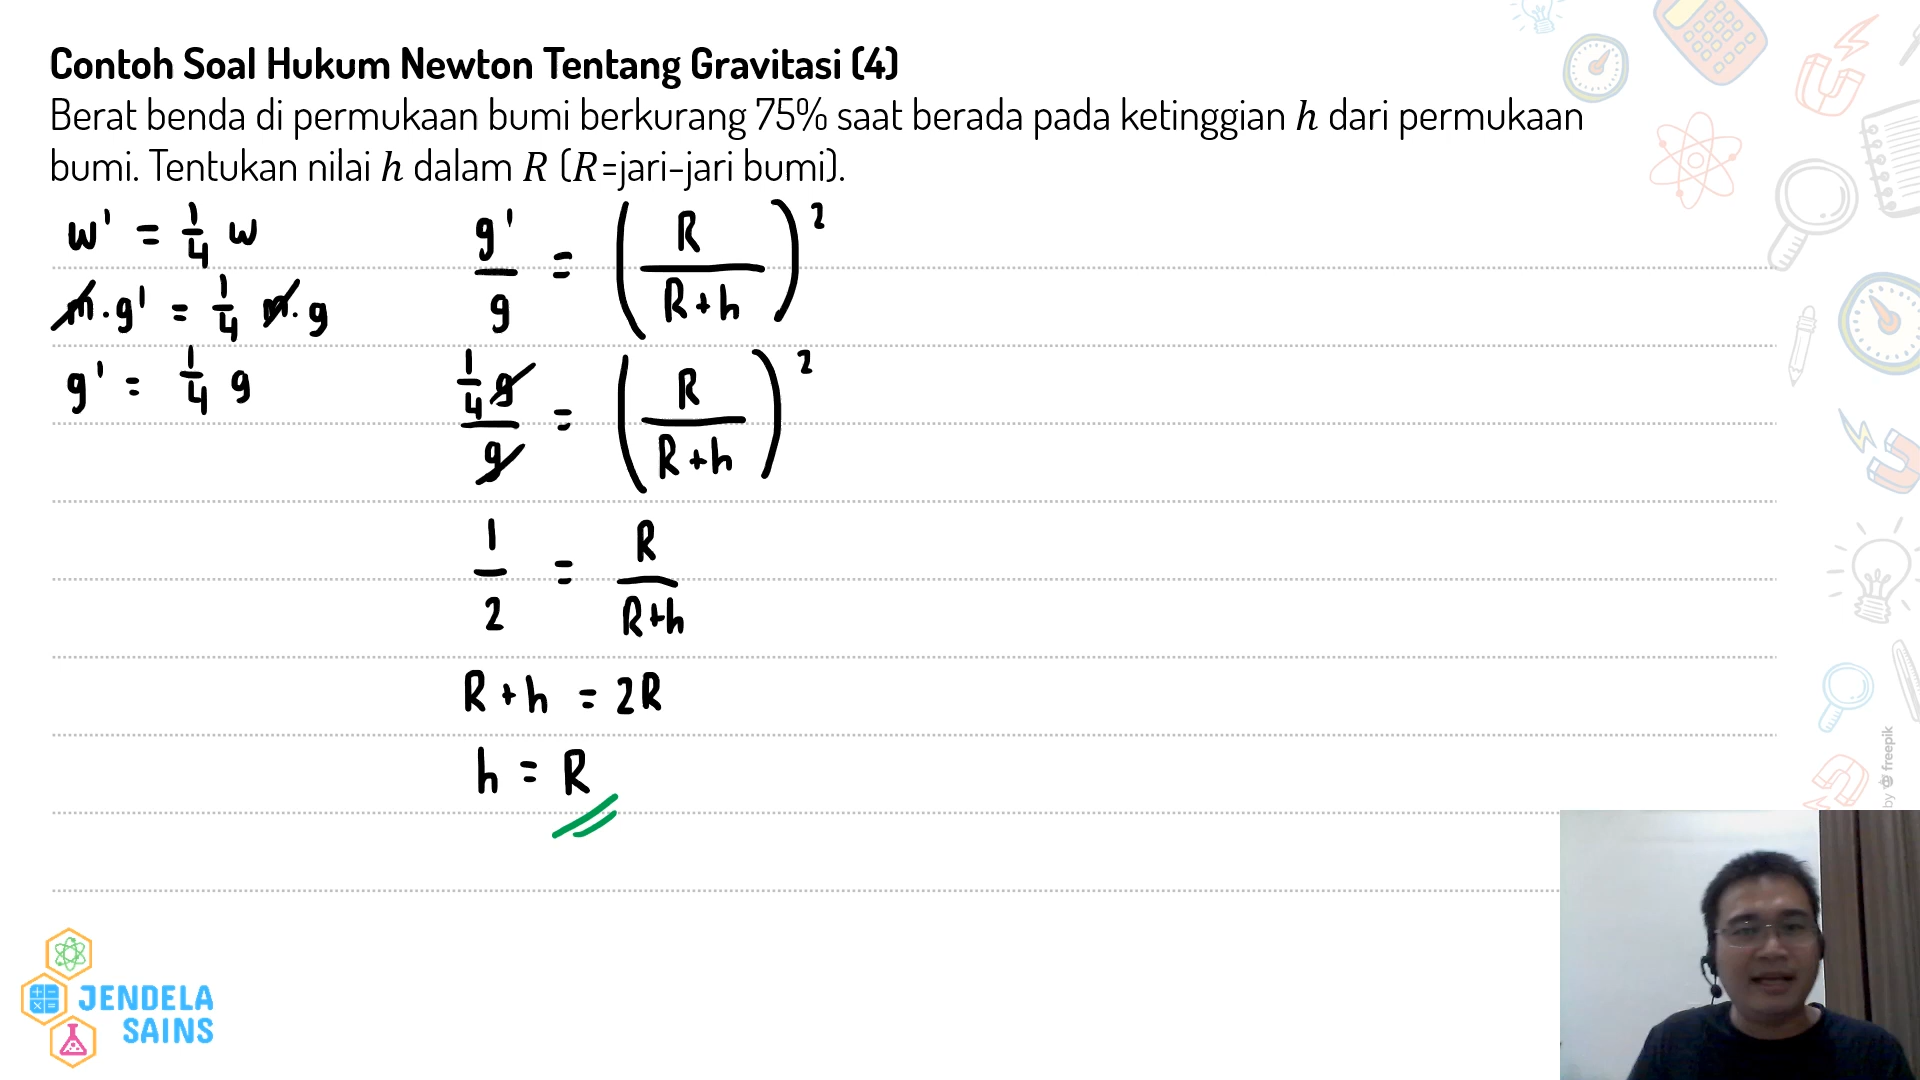 Contoh Soal Hukum Newton Tentang Gravitasi (4)
Berat benda di permukaan bumi berkurang 75% saat berada pada ketinggian h dari permukaan
bumi. Tentukan nilai h dalam R (R=jari-jari bumi).
w' = 1/4 w
m.g' = 1/4 m.g
g' = 1/4 g
g'/g = (R/(R+h))²
(1/4 g)/g = (R/(R+h))²
1/2 = R/(R+h)
R+h = 2R
h = R
by freepik
JENDELA
SAINS